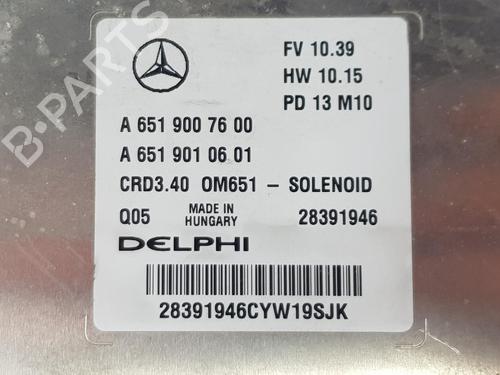 FV 10.39
HW 10.15
PD 13 M10
A 651 900 76 00
A 651 901 06 01
CRD3.40 OM651 - SOLENOID
Q05 MADE IN HUNGARY 28391946
DELPHI
28391946CYW19SJK
B-PARTS